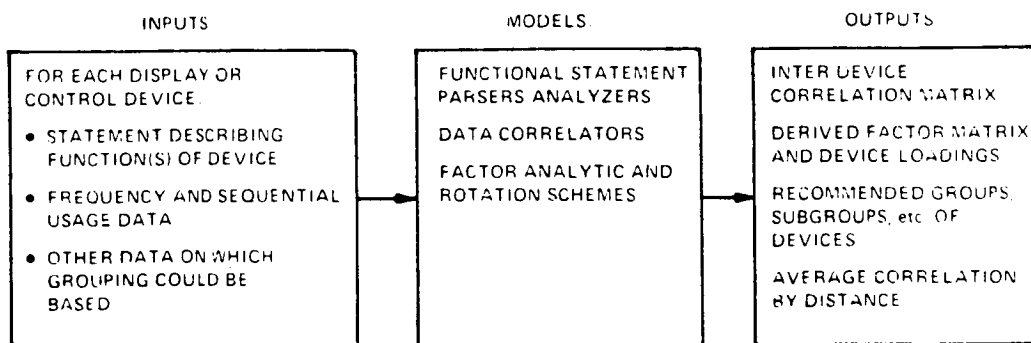 INPUTS
FOR EACH DISPLAY OR
CONTROL DEVICE
• STATEMENT DESCRIBING
FUNCTION(S) OF DEVICE
• FREQUENCY AND SEQUENTIAL
USAGE DATA
• OTHER DATA ON WHICH
GROUPING COULD BE
BASED
MODELS
FUNCTIONAL STATEMENT
PARSERS ANALYZERS
DATA CORRELATORS
FACTOR ANALYTIC AND
ROTATION SCHEMES
OUTPUTS
INTER DEVICE
CORRELATION MATRIX
DERIVED FACTOR MATRIX
AND DEVICE LOADINGS
RECOMMENDED GROUPS,
SUBGROUPS, etc. OF
DEVICES
AVERAGE CORRELATION
BY DISTANCE